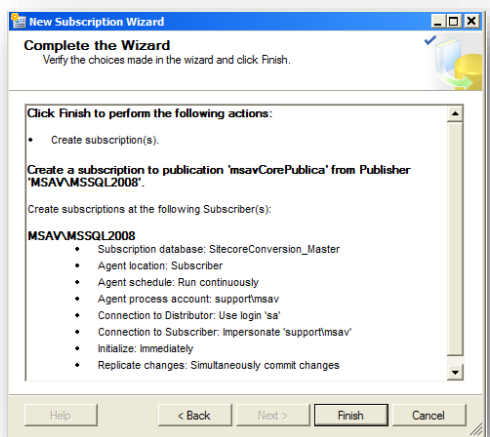 New Subscription Wizard
Complete the Wizard
Verify the choices made in the wizard and click Finish.
Click Finish to perform the following actions:
• Create subscription(s).
Create a subscription to publication 'msavCorePublica' from Publisher
'MSAV\MSSQL2008'.
Create subscriptions at the following Subscriber(s):
MSAV\MSSQL2008
• Subscription database: SitecoreConversion_Master
• Agent location: Subscriber
• Agent schedule: Run continuously
• Agent process account: support\msav
• Connection to Distributor: Use login 'sa'
• Connection to Subscriber: Impersonate 'support\msav'
• Initialize: Immediately
• Replicate changes: Simultaneously commit changes
Help < Back Next > Finish Cancel